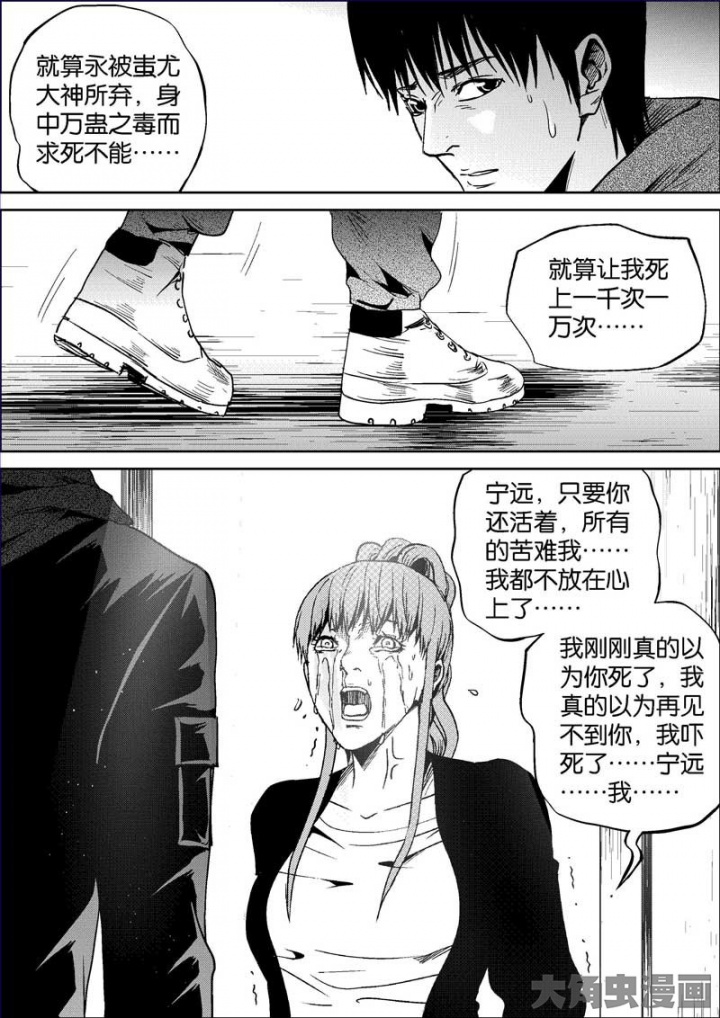 就算永被蚩尤
大神所弃，身
中万蛊之毒而
求死不能……
就算让我死
上一千次一
万次……
宁远，只要你
还活着，所有
的苦难我……
我都不放在心
上了……
我刚刚真的以
为你死了，我
真的以为再见
不到你，我吓
死了……宁远
……我……
大角虫漫画